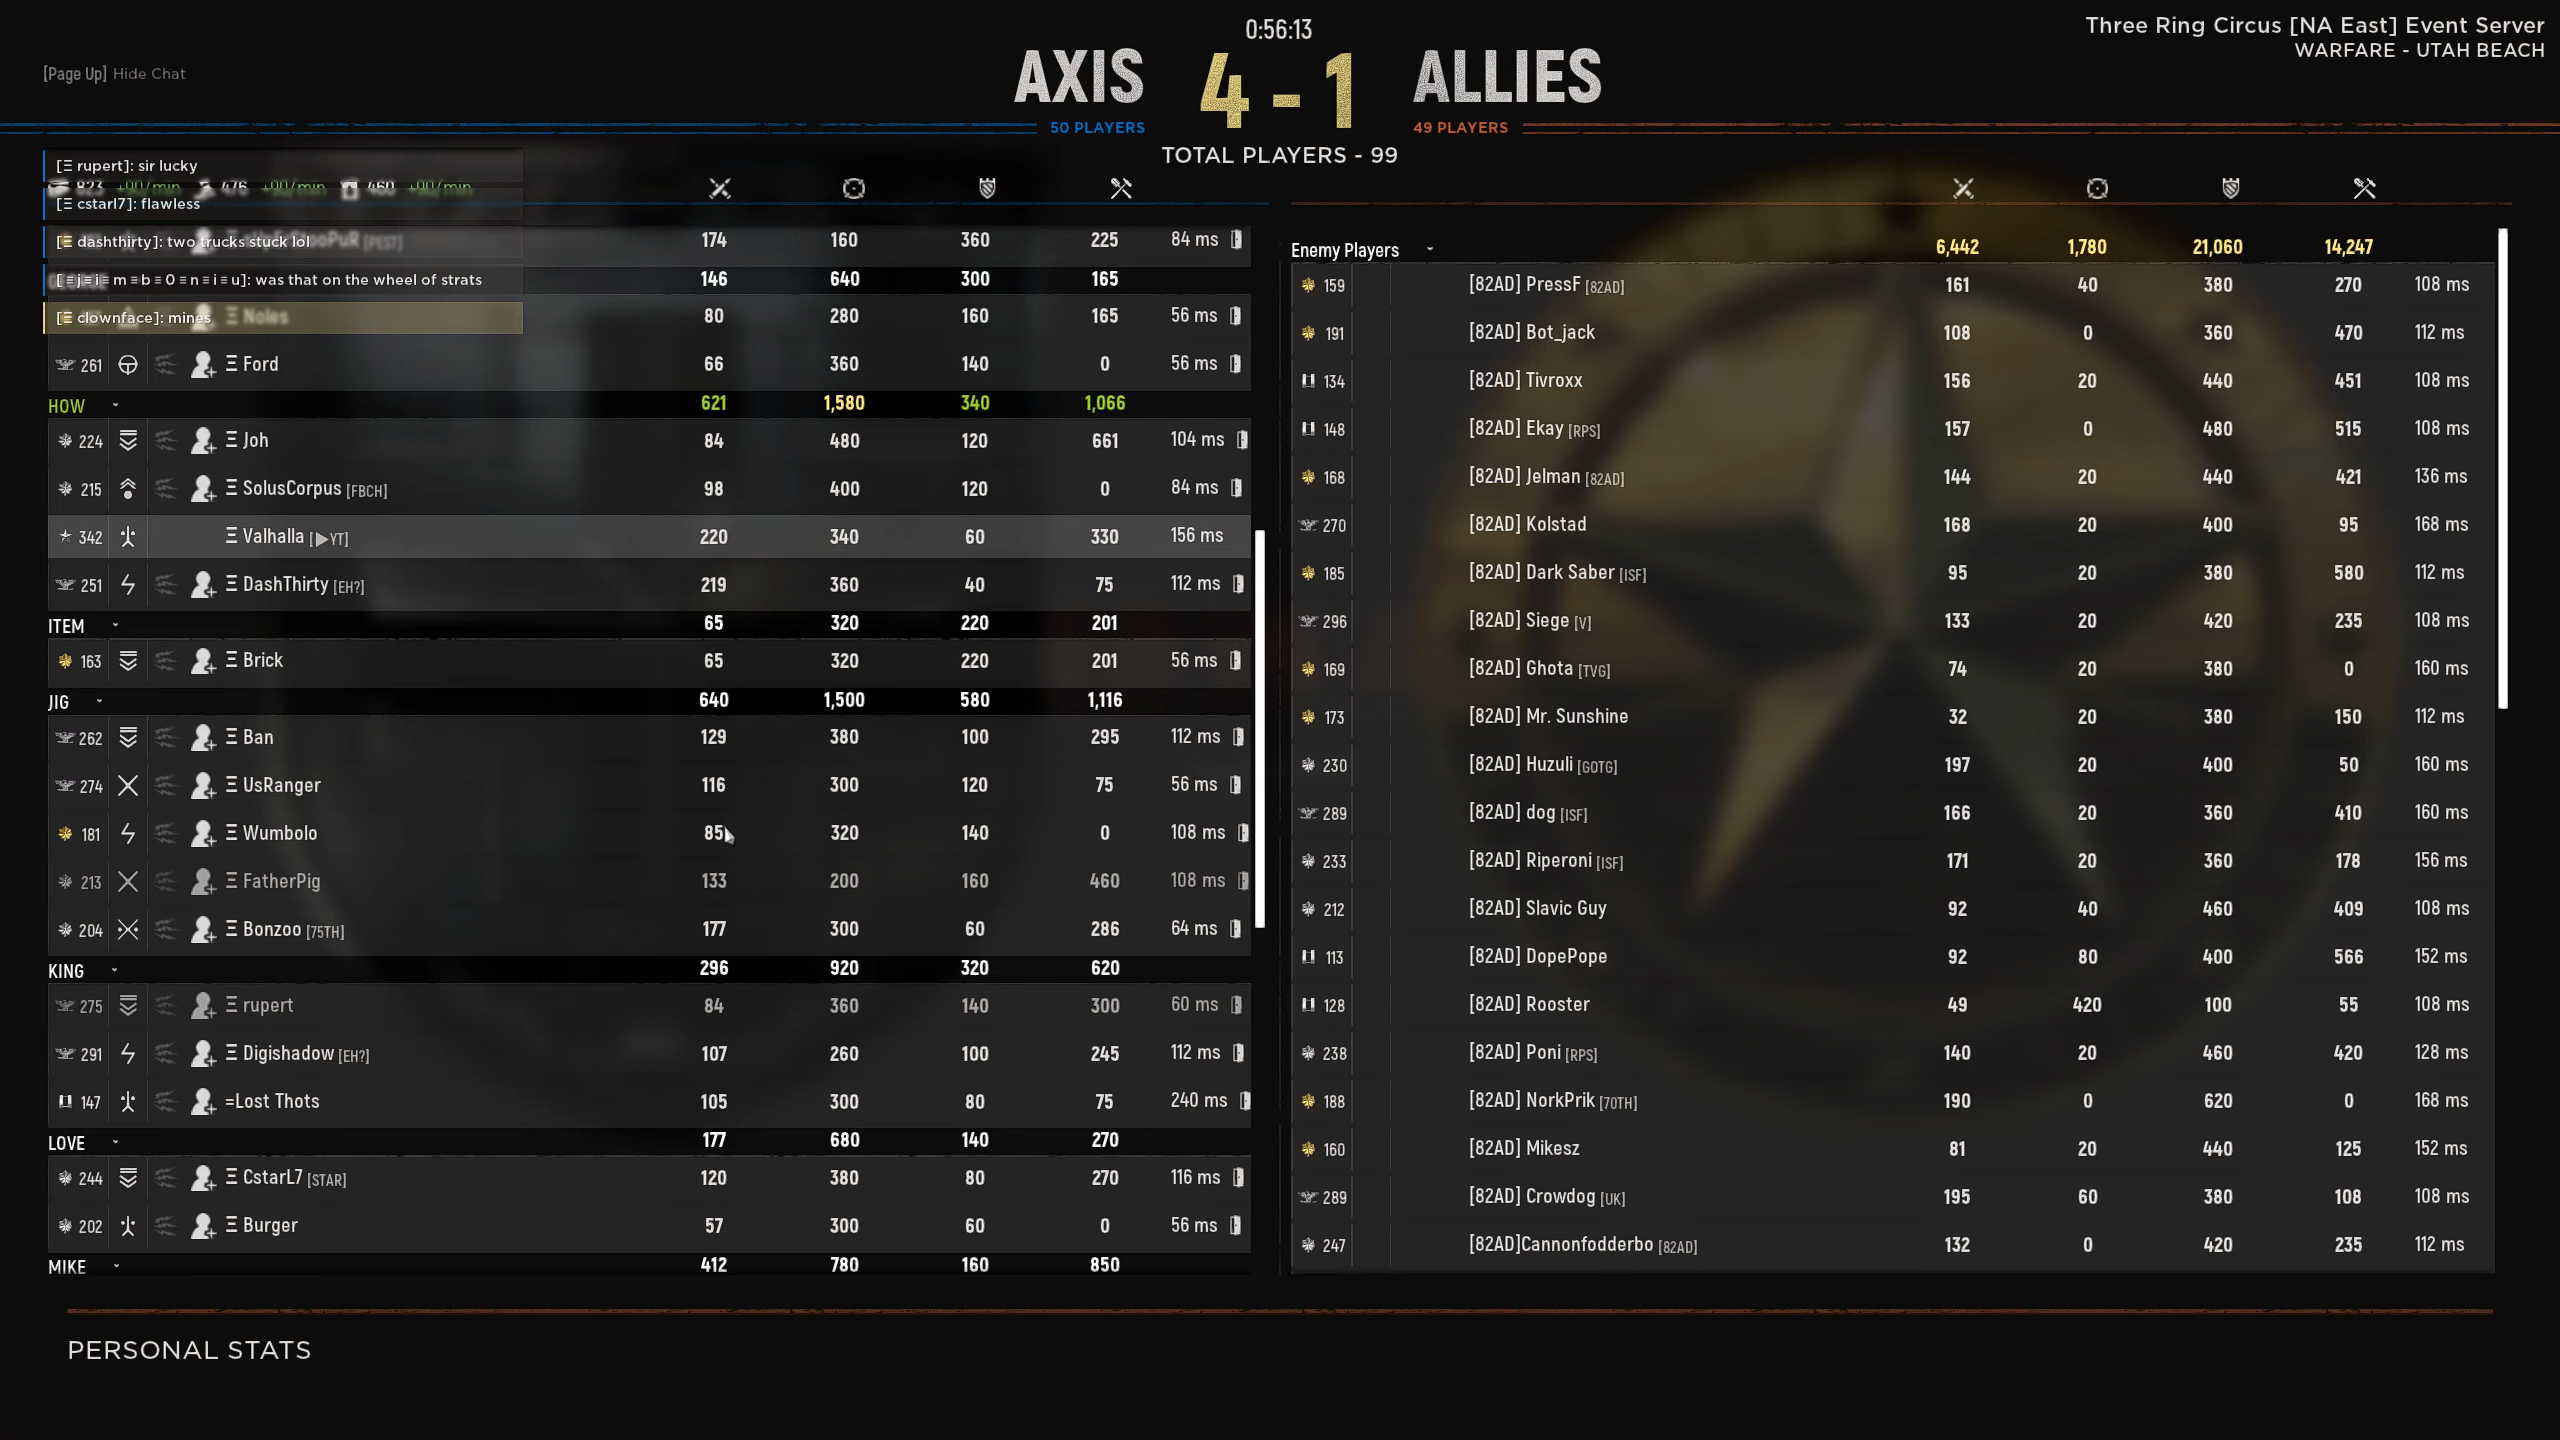 0:56:13
Three Ring Circus [NA East] Event Server
WARFARE - UTAH BEACH
[Page Up] Hide Chat
AXIS 4 - 1 ALLIES
50 PLAYERS
49 PLAYERS
TOTAL PLAYERS - 99
[Ξ rupert]: sir lucky
823 +90/min 476 +90/min 460 +90/min
[Ξ cstarl7]: flawless
[Ξ dashthirty]: two trucks stuck lol
[PEST] 174 160 360 225 84 ms
[≡j≡i≡m≡b≡0≡n≡i≡u]: was that on the wheel of strats
146 640 300 165
[Ξ clownface]: mines
Ξ Noles 80 280 160 165 56 ms
261 Ξ Ford 66 360 140 0 56 ms
HOW 621 1,580 340 1,066
224 Ξ Joh 84 480 120 661 104 ms
215 Ξ SolusCorpus [FBCH] 98 400 120 0 84 ms
342 Ξ Valhalla [▶YT] 220 340 60 330 156 ms
251 Ξ DashThirty [EH?] 219 360 40 75 112 ms
ITEM 65 320 220 201
163 Ξ Brick 65 320 220 201 56 ms
JIG 640 1,500 580 1,116
262 Ξ Ban 129 380 100 295 112 ms
274 Ξ UsRanger 116 300 120 75 56 ms
181 Ξ Wumbolo 85 320 140 0 108 ms
213 Ξ FatherPig 133 200 160 460 108 ms
204 Ξ Bonzoo [75TH] 177 300 60 286 64 ms
KING 296 920 320 620
275 Ξ rupert 84 360 140 300 60 ms
291 Ξ Digishadow [EH?] 107 260 100 245 112 ms
147 =Lost Thots 105 300 80 75 240 ms
LOVE 177 680 140 270
244 Ξ CstarL7 [STAR] 120 380 80 270 116 ms
202 Ξ Burger 57 300 60 0 56 ms
MIKE 412 780 160 850
Enemy Players 6,442 1,780 21,060 14,247
159 [82AD] PressF [82AD] 161 40 380 270 108 ms
191 [82AD] Bot_jack 108 0 360 470 112 ms
134 [82AD] Tivroxx 156 20 440 451 108 ms
148 [82AD] Ekay [RPS] 157 0 480 515 108 ms
168 [82AD] Jelman [82AD] 144 20 440 421 136 ms
270 [82AD] Kolstad 168 20 400 95 168 ms
185 [82AD] Dark Saber [ISF] 95 20 380 580 112 ms
296 [82AD] Siege [V] 133 20 420 235 108 ms
169 [82AD] Ghota [TVG] 74 20 380 0 160 ms
173 [82AD] Mr. Sunshine 32 20 380 150 112 ms
230 [82AD] Huzuli [GOTG] 197 20 400 50 160 ms
289 [82AD] dog [ISF] 166 20 360 410 160 ms
233 [82AD] Riperoni [ISF] 171 20 360 178 156 ms
212 [82AD] Slavic Guy 92 40 460 409 108 ms
113 [82AD] DopePope 92 80 400 566 152 ms
128 [82AD] Rooster 49 420 100 55 108 ms
238 [82AD] Poni [RPS] 140 20 460 420 128 ms
188 [82AD] NorkPrik [70TH] 190 0 620 0 168 ms
160 [82AD] Mikesz 81 20 440 125 152 ms
289 [82AD] Crowdog [UK] 195 60 380 108 108 ms
247 [82AD]Cannonfodderbo [82AD] 132 0 420 235 112 ms
PERSONAL STATS